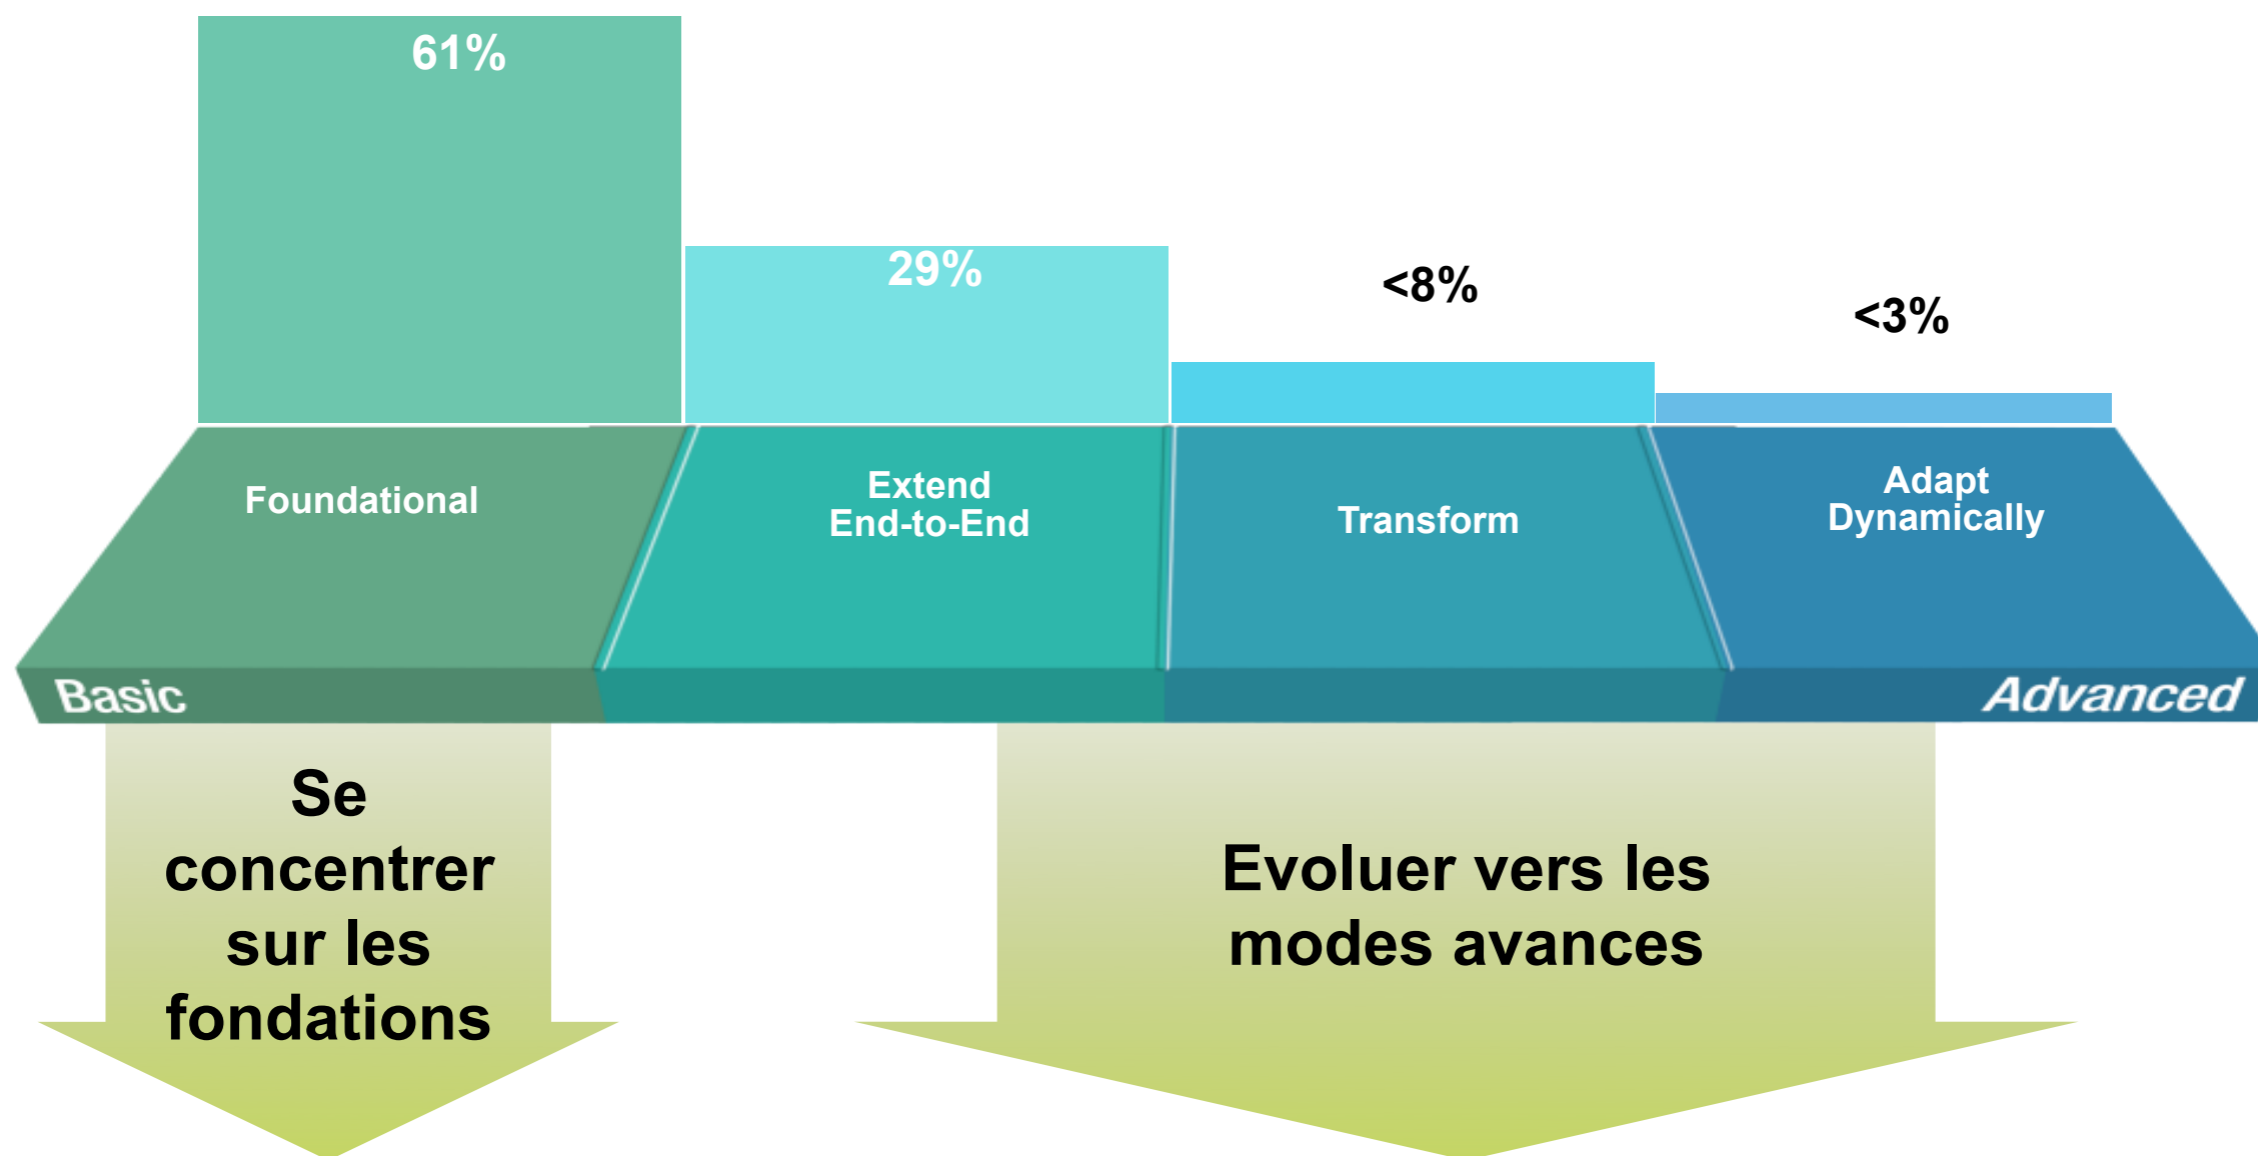 61%
29%
<8%
<3%
Foundational
Extend
End-to-End
Transform
Adapt
Dynamically
Basic
Advanced
Se
concentrer
sur les
fondations
Evoluer vers les
modes avances